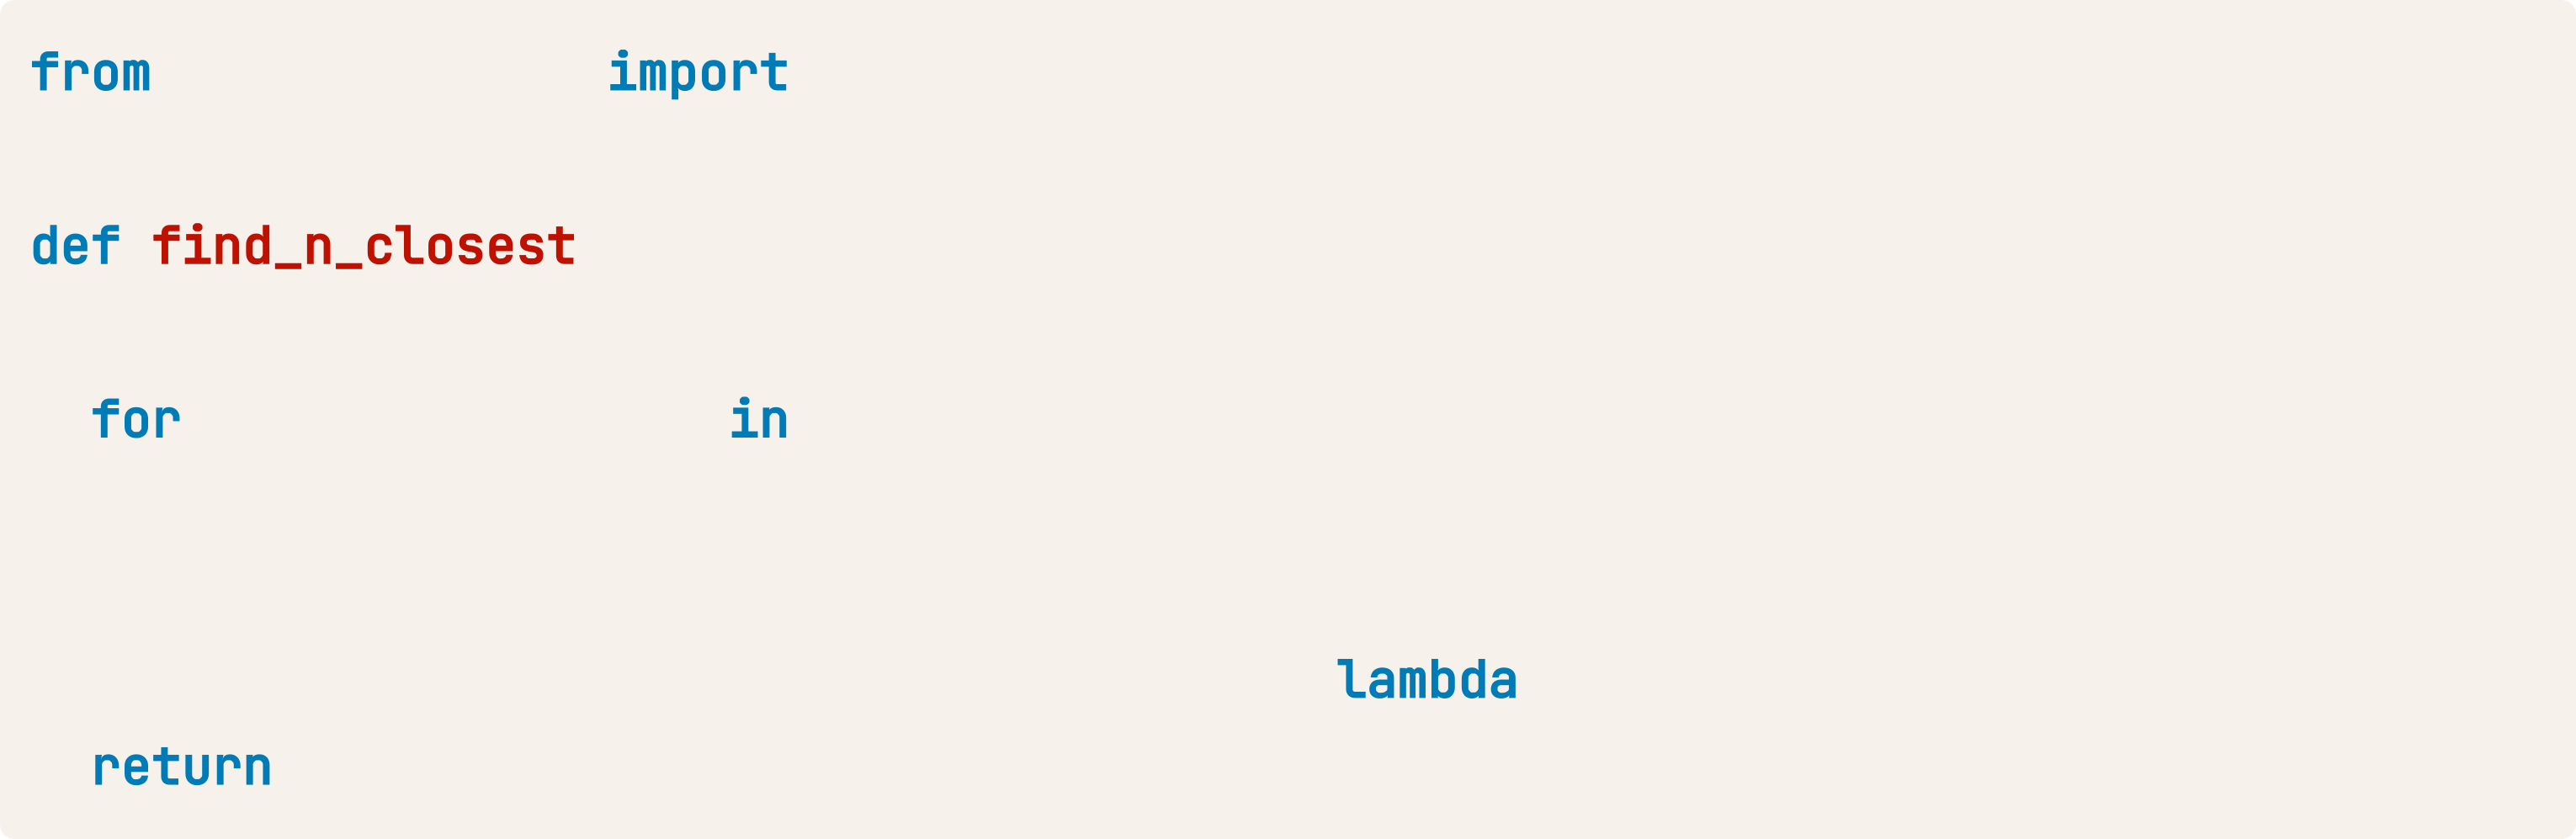 from import
def find_n_closest
for in
lambda
return